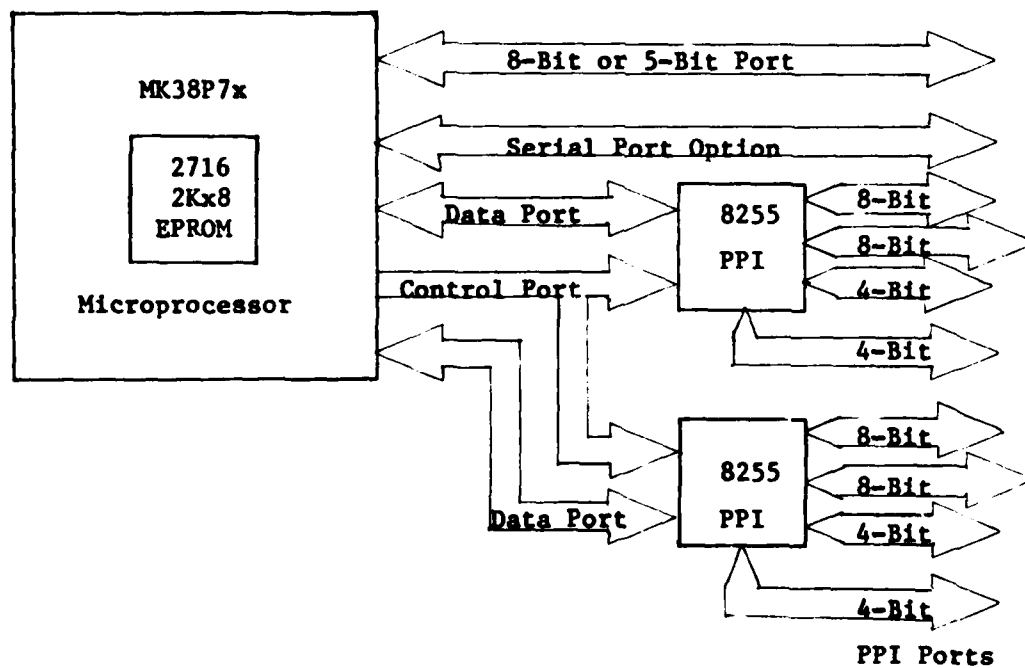 8-Bit or 5-Bit Port
MK38P7x
Serial Port Option
2716
2Kx8
EPROM
Data Port
8255
PPI
8-Bit
8-Bit
4-Bit
Control Port
Microprocessor
4-Bit
8255
PPI
8-Bit
8-Bit
4-Bit
Data Port
4-Bit
PPI Ports